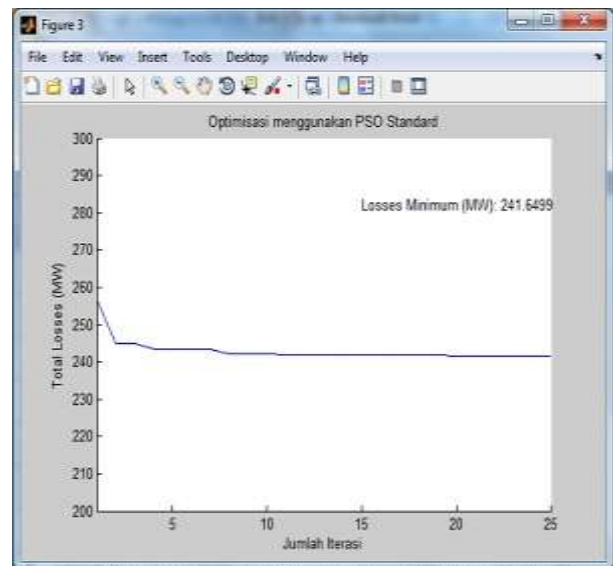 Figure 3
File Edit View Insert Tools Desktop Window Help
Optimisasi menggunakan PSO Standard
Losses Minimum (MW): 241.6499
Total Losses (MW)
300
290
280
270
260
250
240
230
220
210
200
5 10 15 20 25
Jumlah Iterasi